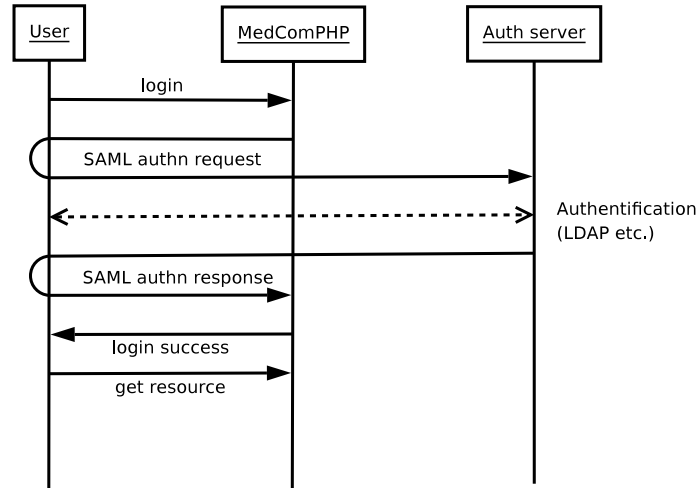 User
MedComPHP
Auth server
login
SAML authn request
Authentification
(LDAP etc.)
SAML authn response
login success
get resource